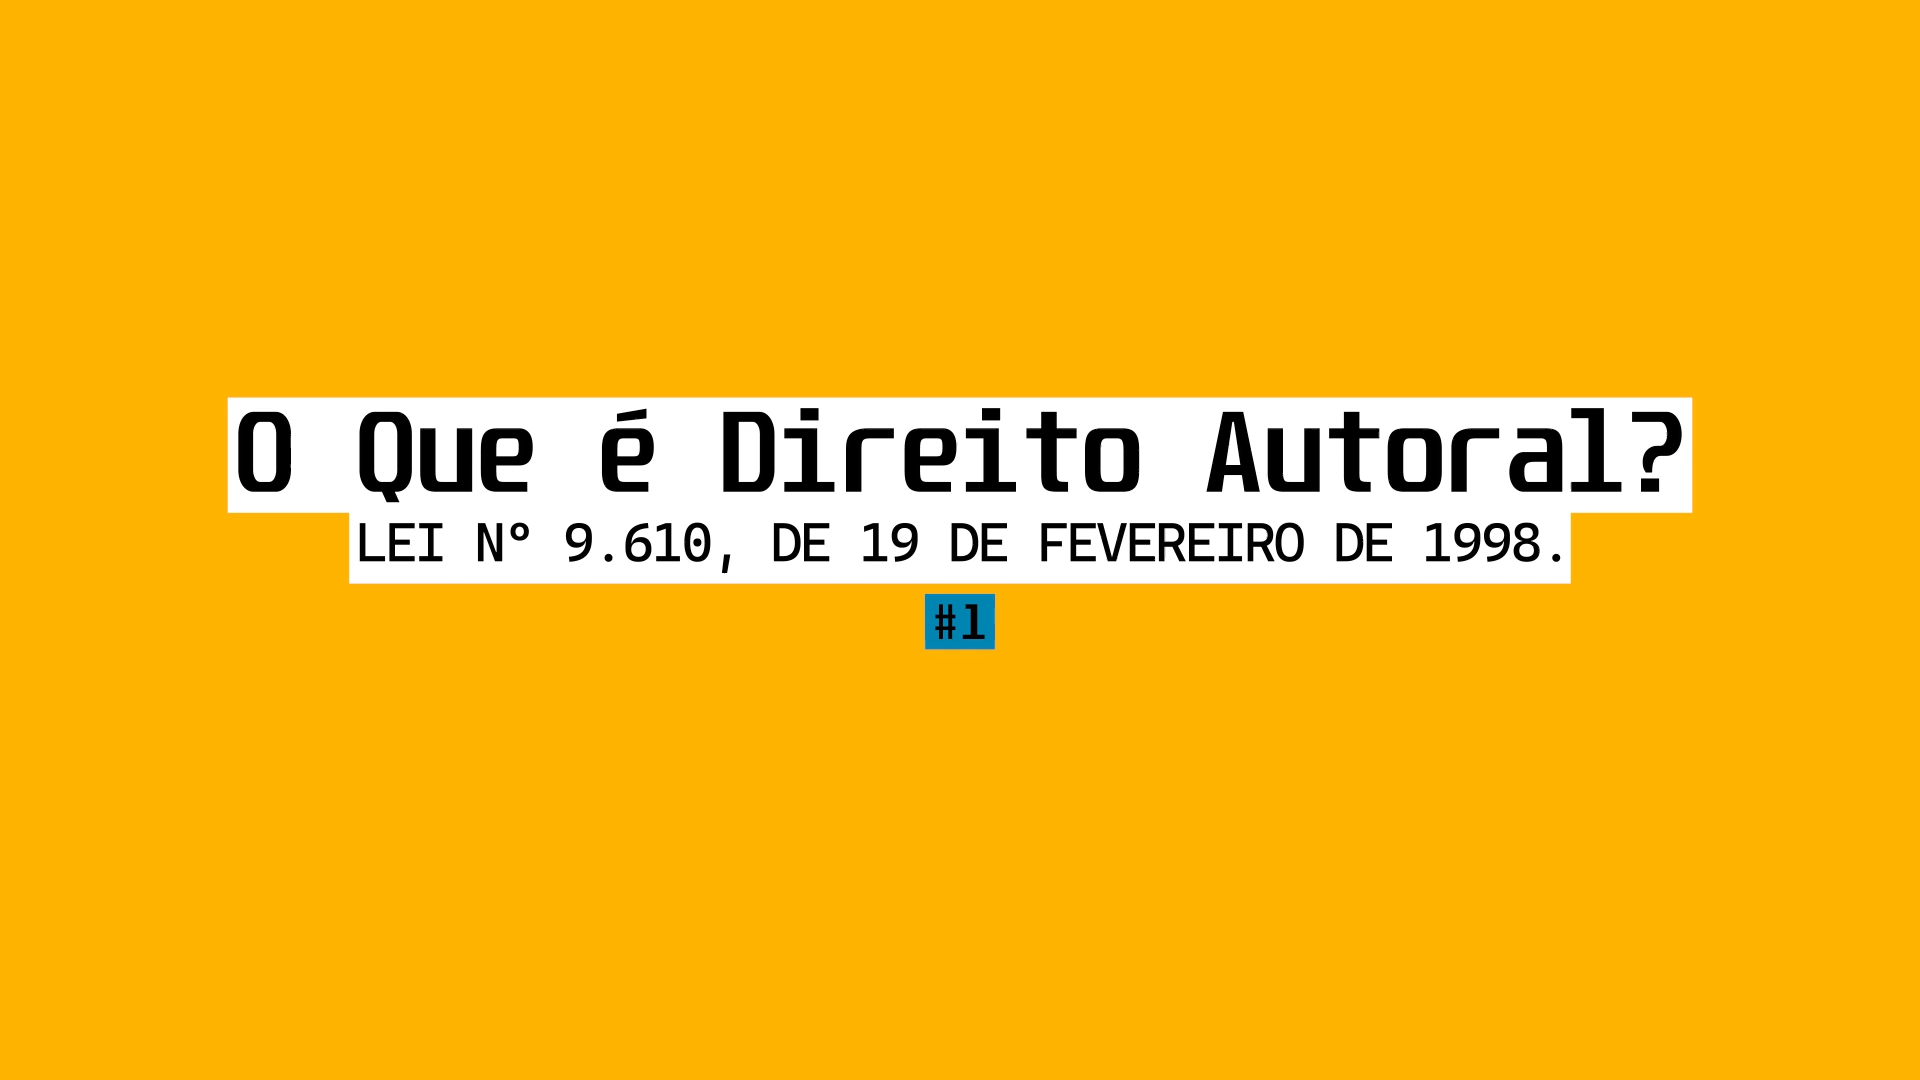 O Que é Direito Autoral?
LEI Nº 9.610, DE 19 DE FEVEREIRO DE 1998.
#1